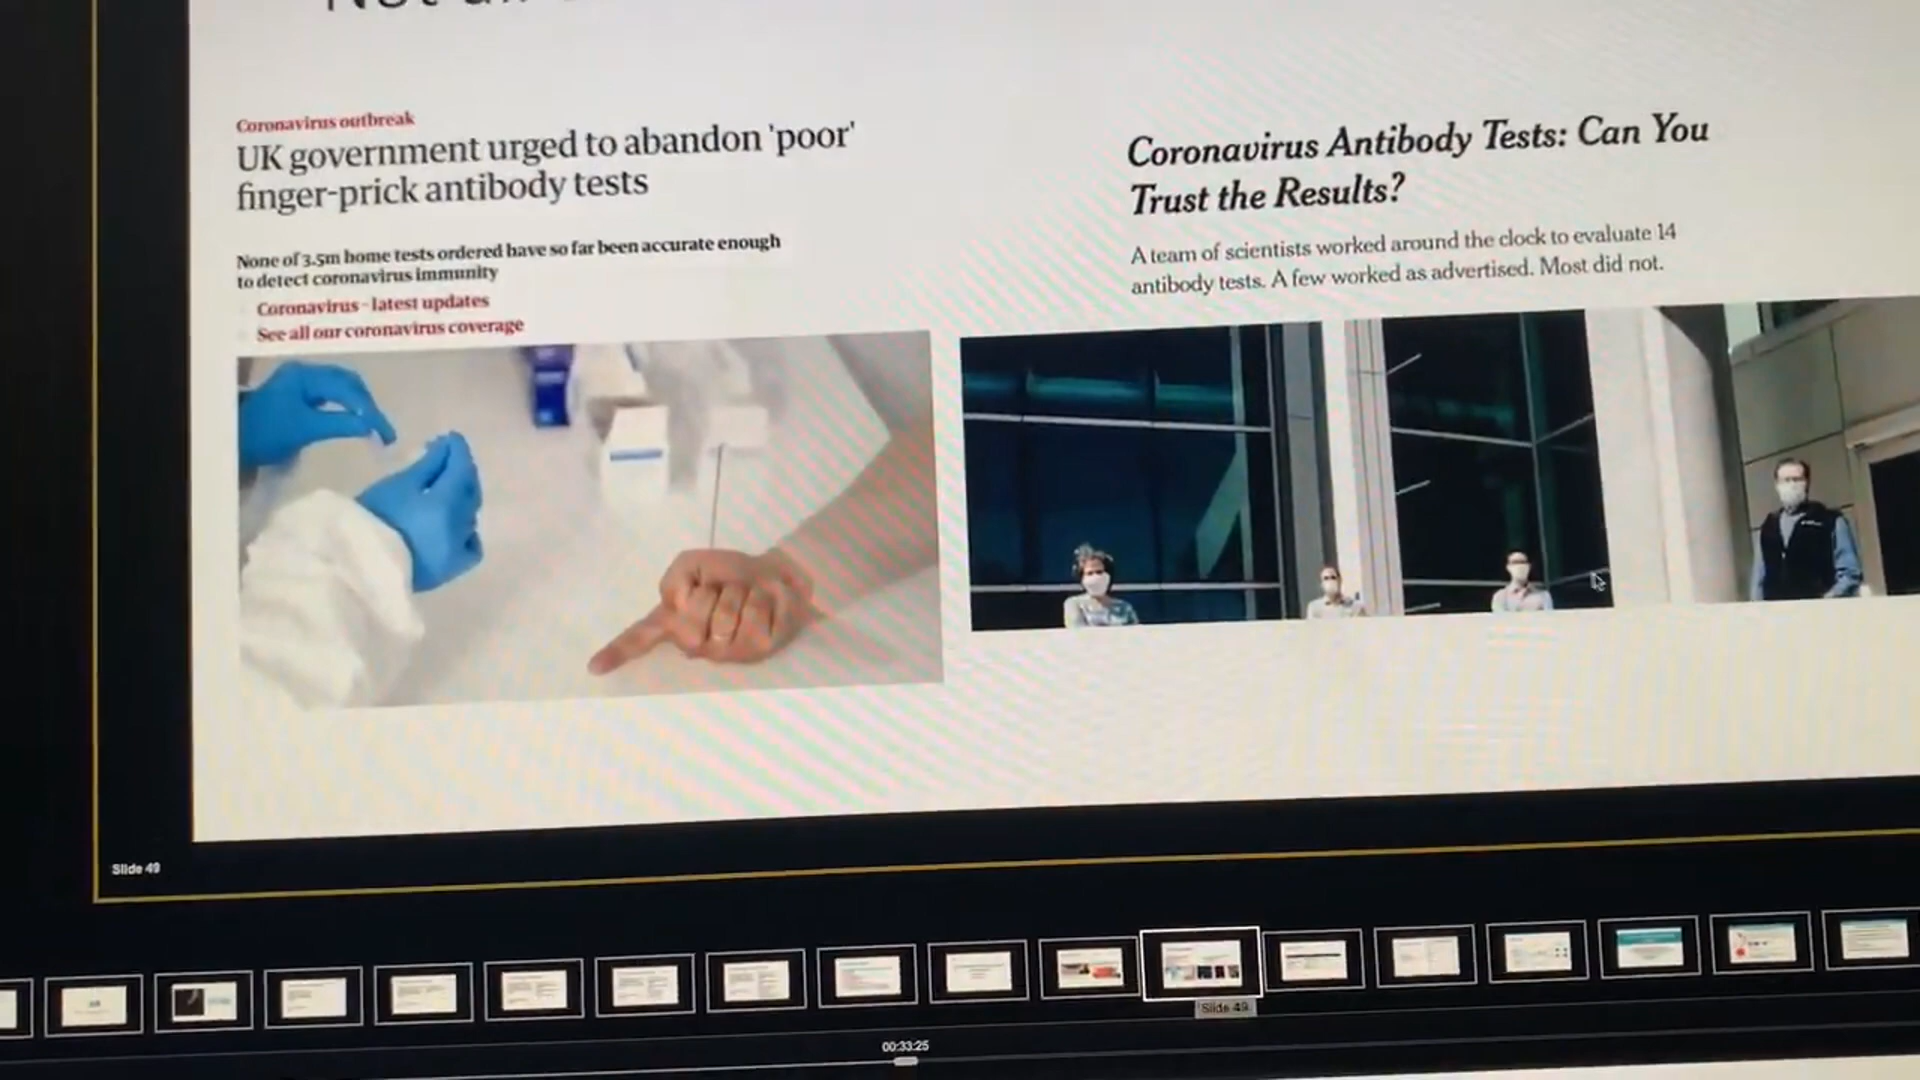 Coronavirus outbreak
UK government urged to abandon 'poor'
finger-prick antibody tests
None of 3.5m home tests ordered have so far been accurate enough
to detect coronavirus immunity
Coronavirus - latest updates
See all our coronavirus coverage
Coronavirus Antibody Tests: Can You
Trust the Results?
A team of scientists worked around the clock to evaluate 14
antibody tests. A few worked as advertised. Most did not.
Slide 49
Slide 49
00:33:25